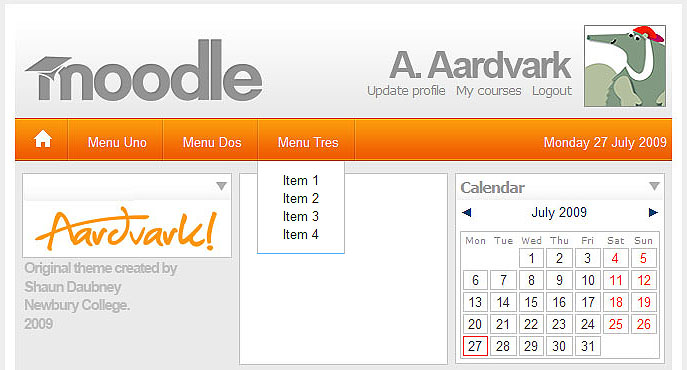 moodle
A. Aardvark
Update profile My courses Logout
Menu Uno Menu Dos Menu Tres Monday 27 July 2009
Item 1
Item 2
Item 3
Item 4
Aardvark!
Original theme created by
Shaun Daubney
Newbury College.
2009
Calendar
July 2009
Mon Tue Wed Thu Fri Sat Sun
1 2 3 4 5
6 7 8 9 10 11 12
13 14 15 16 17 18 19
20 21 22 23 24 25 26
27 28 29 30 31